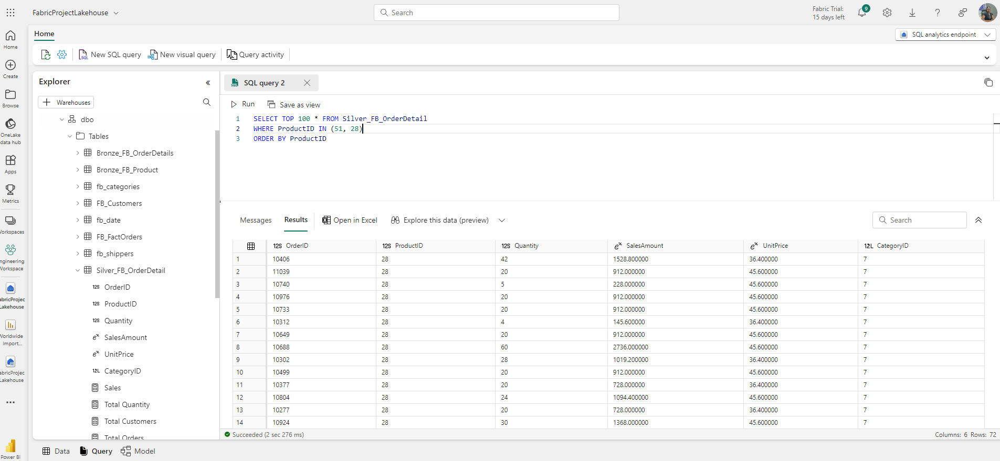 FabricProjectLakehouse
Search
Fabric Trial:
15 days left
9
Home
SQL analytics endpoint
New SQL query
New visual query
Query activity
Home
Create
Browse
OneLake
data hub
Apps
Metrics
Workspaces
ngineering
Workspace
abricProjec
Lakehouse
Worldwide
Import...
abricProjec
Lakehouse
Power BI
Explorer
Warehouses
dbo
Tables
Bronze_FB_OrderDetails
Bronze_FB_Product
fb_categories
FB_Customers
fb_date
FB_FactOrders
fb_shippers
Silver_FB_OrderDetail
OrderID
ProductID
Quantity
SalesAmount
UnitPrice
CategoryID
Sales
Total Quantity
Total Customers
Total Orders
SQL query 2
Run
Save as view
1 SELECT TOP 100 * FROM Silver_FB_OrderDetail
2 WHERE ProductID IN (51, 28)
3 ORDER BY ProductID
Messages Results Open in Excel Explore this data (preview) Search
OrderID ProductID Quantity SalesAmount UnitPrice CategoryID
1 10406 28 42 1528.800000 36.400000 7
2 11039 28 20 912.000000 45.600000 7
3 10740 28 5 228.000000 45.600000 7
4 10976 28 20 912.000000 45.600000 7
5 10733 28 20 912.000000 45.600000 7
6 10312 28 4 145.600000 36.400000 7
7 10649 28 20 912.000000 45.600000 7
8 10688 28 60 2736.000000 45.600000 7
9 10302 28 28 1019.200000 36.400000 7
10 10499 28 20 912.000000 45.600000 7
11 10377 28 20 728.000000 36.400000 7
12 10804 28 24 1094.400000 45.600000 7
13 10277 28 20 728.000000 36.400000 7
14 10924 28 30 1368.000000 45.600000 7
Succeeded (2 sec 276 ms)
Columns: 6 Rows: 72
Data Query Model